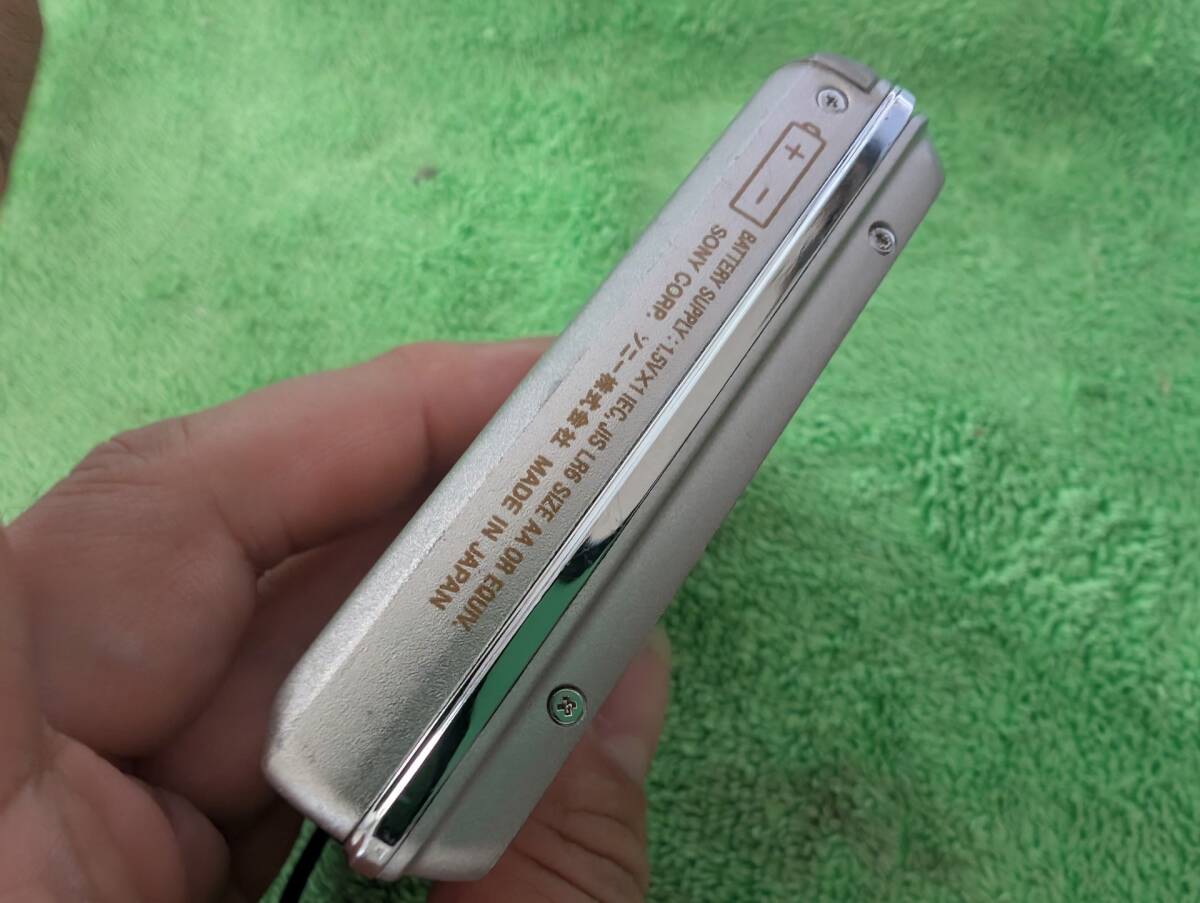 + -
BATTERY SUPPLY : 1.5V×1 IEC, JIS LR6 SIZE AA OR EQUIV.
SONY CORP. ソニー株式会社 MADE IN JAPAN